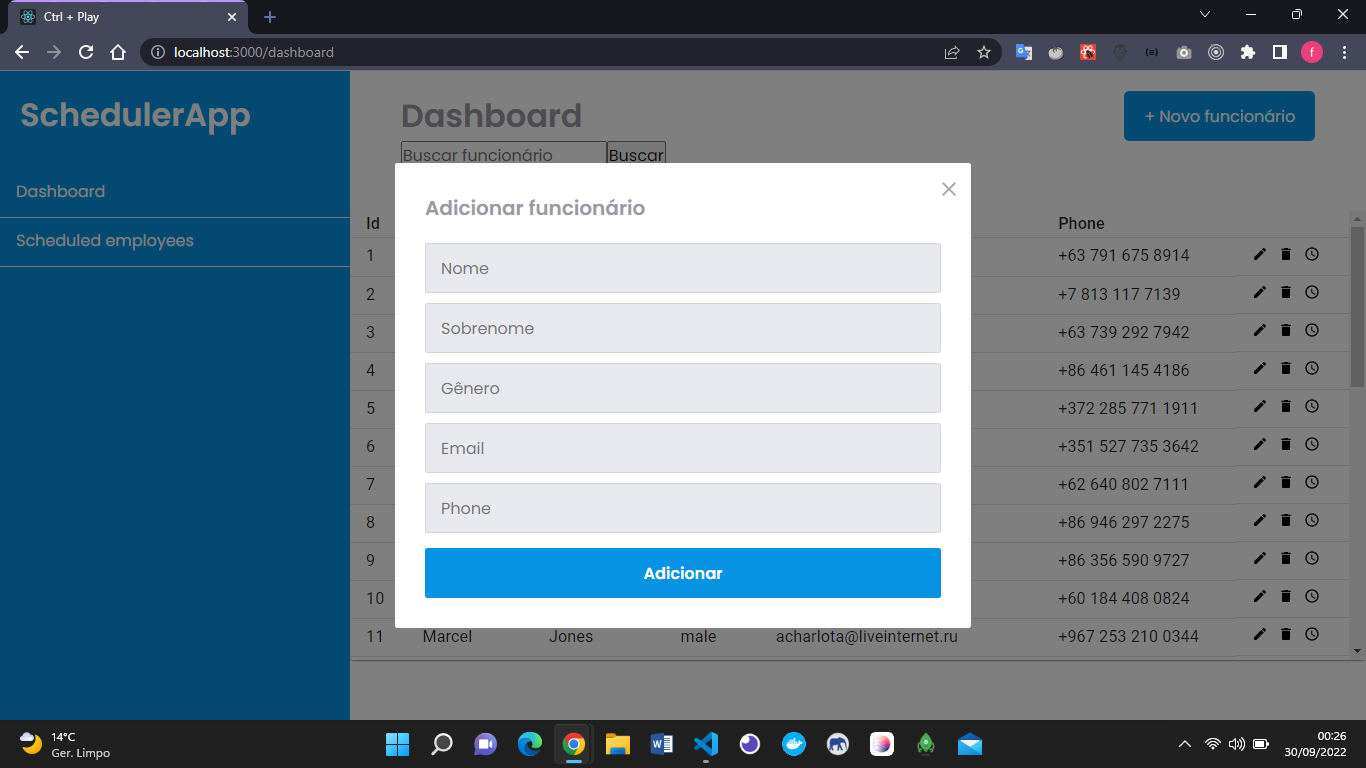 Ctrl + Play
localhost:3000/dashboard
f
SchedulerApp
Dashboard
Scheduled employees
Dashboard
+ Novo funcionário
Buscar funcionário Buscar
Adicionar funcionário
Nome
Sobrenome
Gênero
Email
Phone
Adicionar
Id Phone
1 +63 791 675 8914
2 +7 813 117 7139
3 +63 739 292 7942
4 +86 461 145 4186
5 +372 285 771 1911
6 +351 527 735 3642
7 +62 640 802 7111
8 +86 946 297 2275
9 +86 356 590 9727
10 +60 184 408 0824
11 Marcel Jones male acharlota@liveinternet.ru +967 253 210 0344
14°C
Ger. Limpo
00:26
30/09/2022